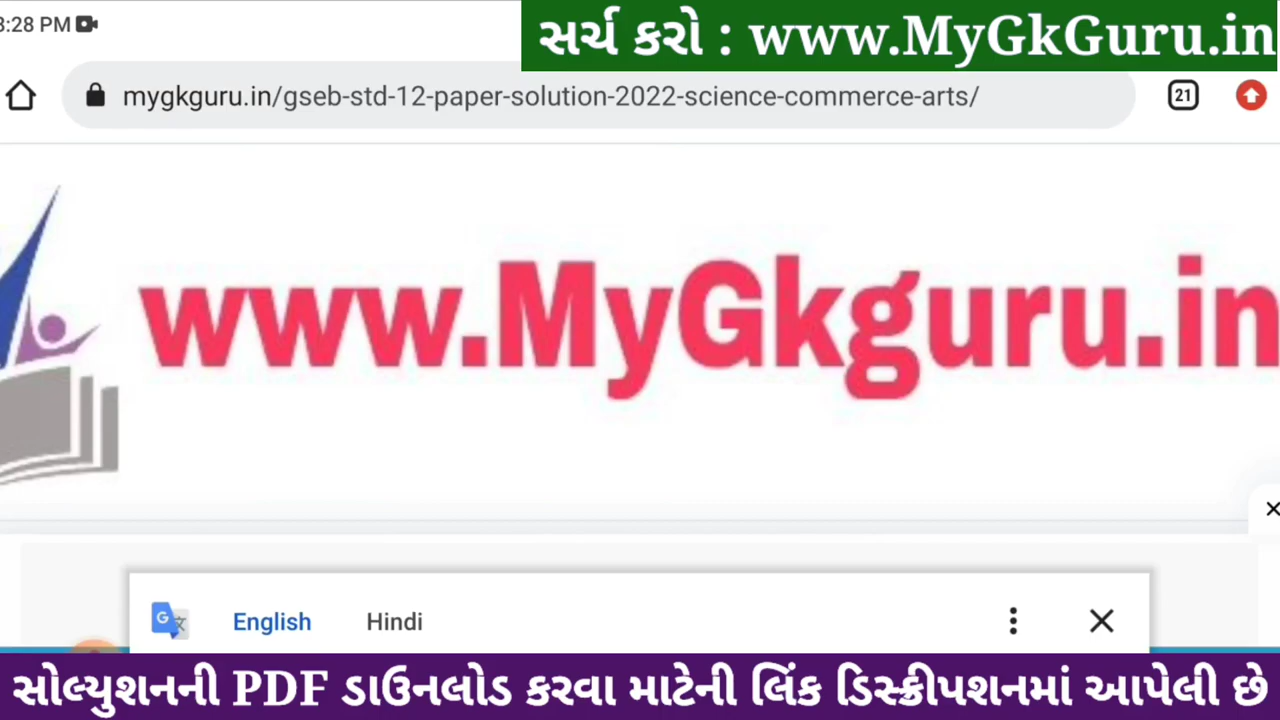 3:28 PM
સર્ચ કરો : www.MyGkGuru.in
mygkguru.in/gseb-std-12-paper-solution-2022-science-commerce-arts/
21
www.MyGkguru.in
G
English Hindi
સોલ્યુશનની PDF ડાઉનલોડ કરવા માટેની લિંક ડિસ્ક્રીપશનમાં આપેલી છે